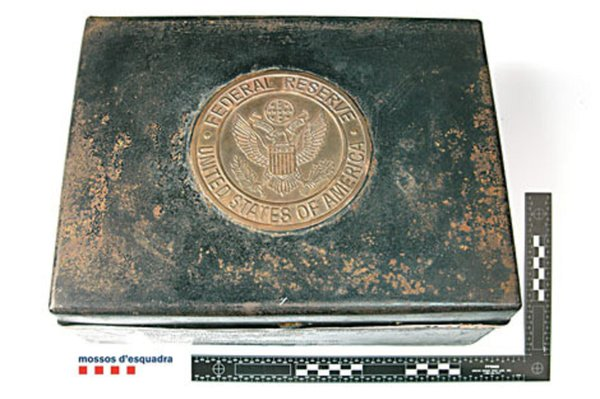 FEDERAL RESERVE
UNITED STATES OF AMERICA
mossos d'esquadra